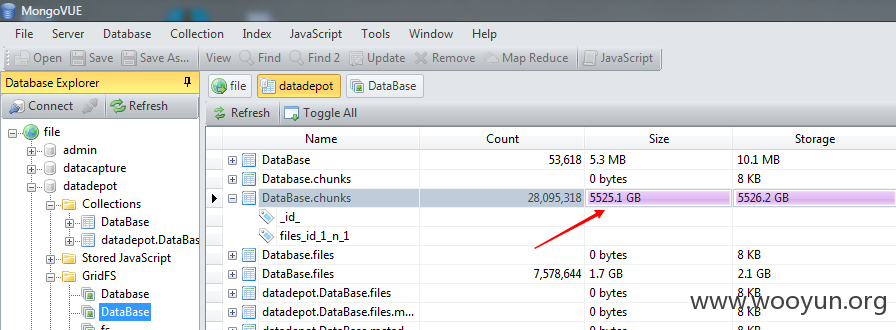 MongoVUE
File Server Database Collection Index JavaScript Tools Window Help
Open Save Save As... View Find Find 2 Update Remove Map Reduce JavaScript
Database Explorer
file datadepot DataBase
Connect Refresh
Refresh Toggle All
file
admin
datacapture
datadepot
Collections
DataBase
datadepot.DataBas
Stored JavaScript
GridFS
Database
DataBase
fs
Name Count Size Storage
DataBase 53,618 5.3 MB 10.1 MB
DataBase.chunks 0 bytes 8 KB
DataBase.chunks 28,095,318 5525.1 GB 5526.2 GB
_id_
files_id_1_n_1
Database.files 0 bytes 8 KB
DataBase.files 7,578,644 1.7 GB 2.1 GB
datadepot.DataBase.files 0 bytes 8 KB
datadepot.DataBase.files.m... 0 bytes 8 KB
0 bytes 8 KB
www.wooyun.org